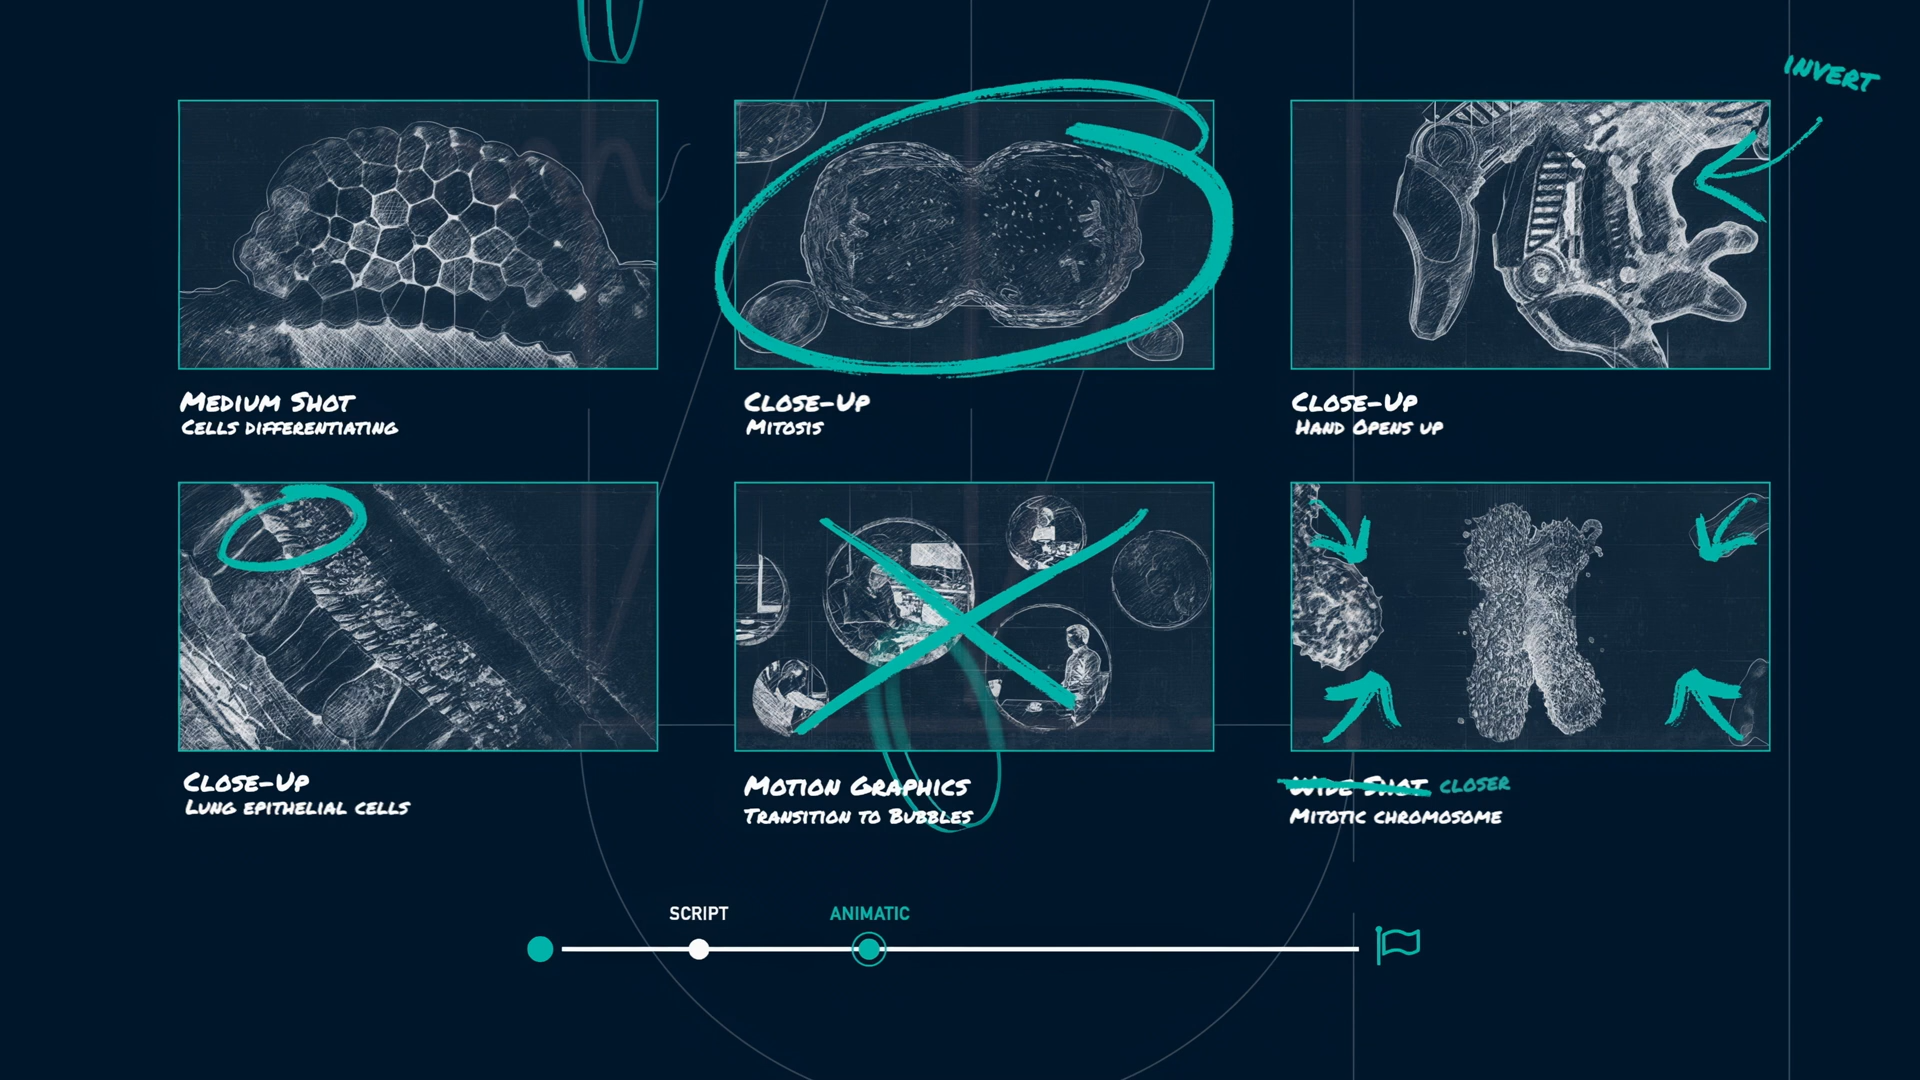 INVERT
MEDIUM SHOT
CELLS DIFFERENTIATING
CLOSE-UP
MITOSIS
CLOSE-UP
HAND OPENS UP
CLOSE-UP
LUNG EPITHELIAL CELLS
MOTION GRAPHICS
TRANSITION TO BUBBLES
WIDE SHOT CLOSER
MITOTIC CHROMOSOME
SCRIPT
ANIMATIC